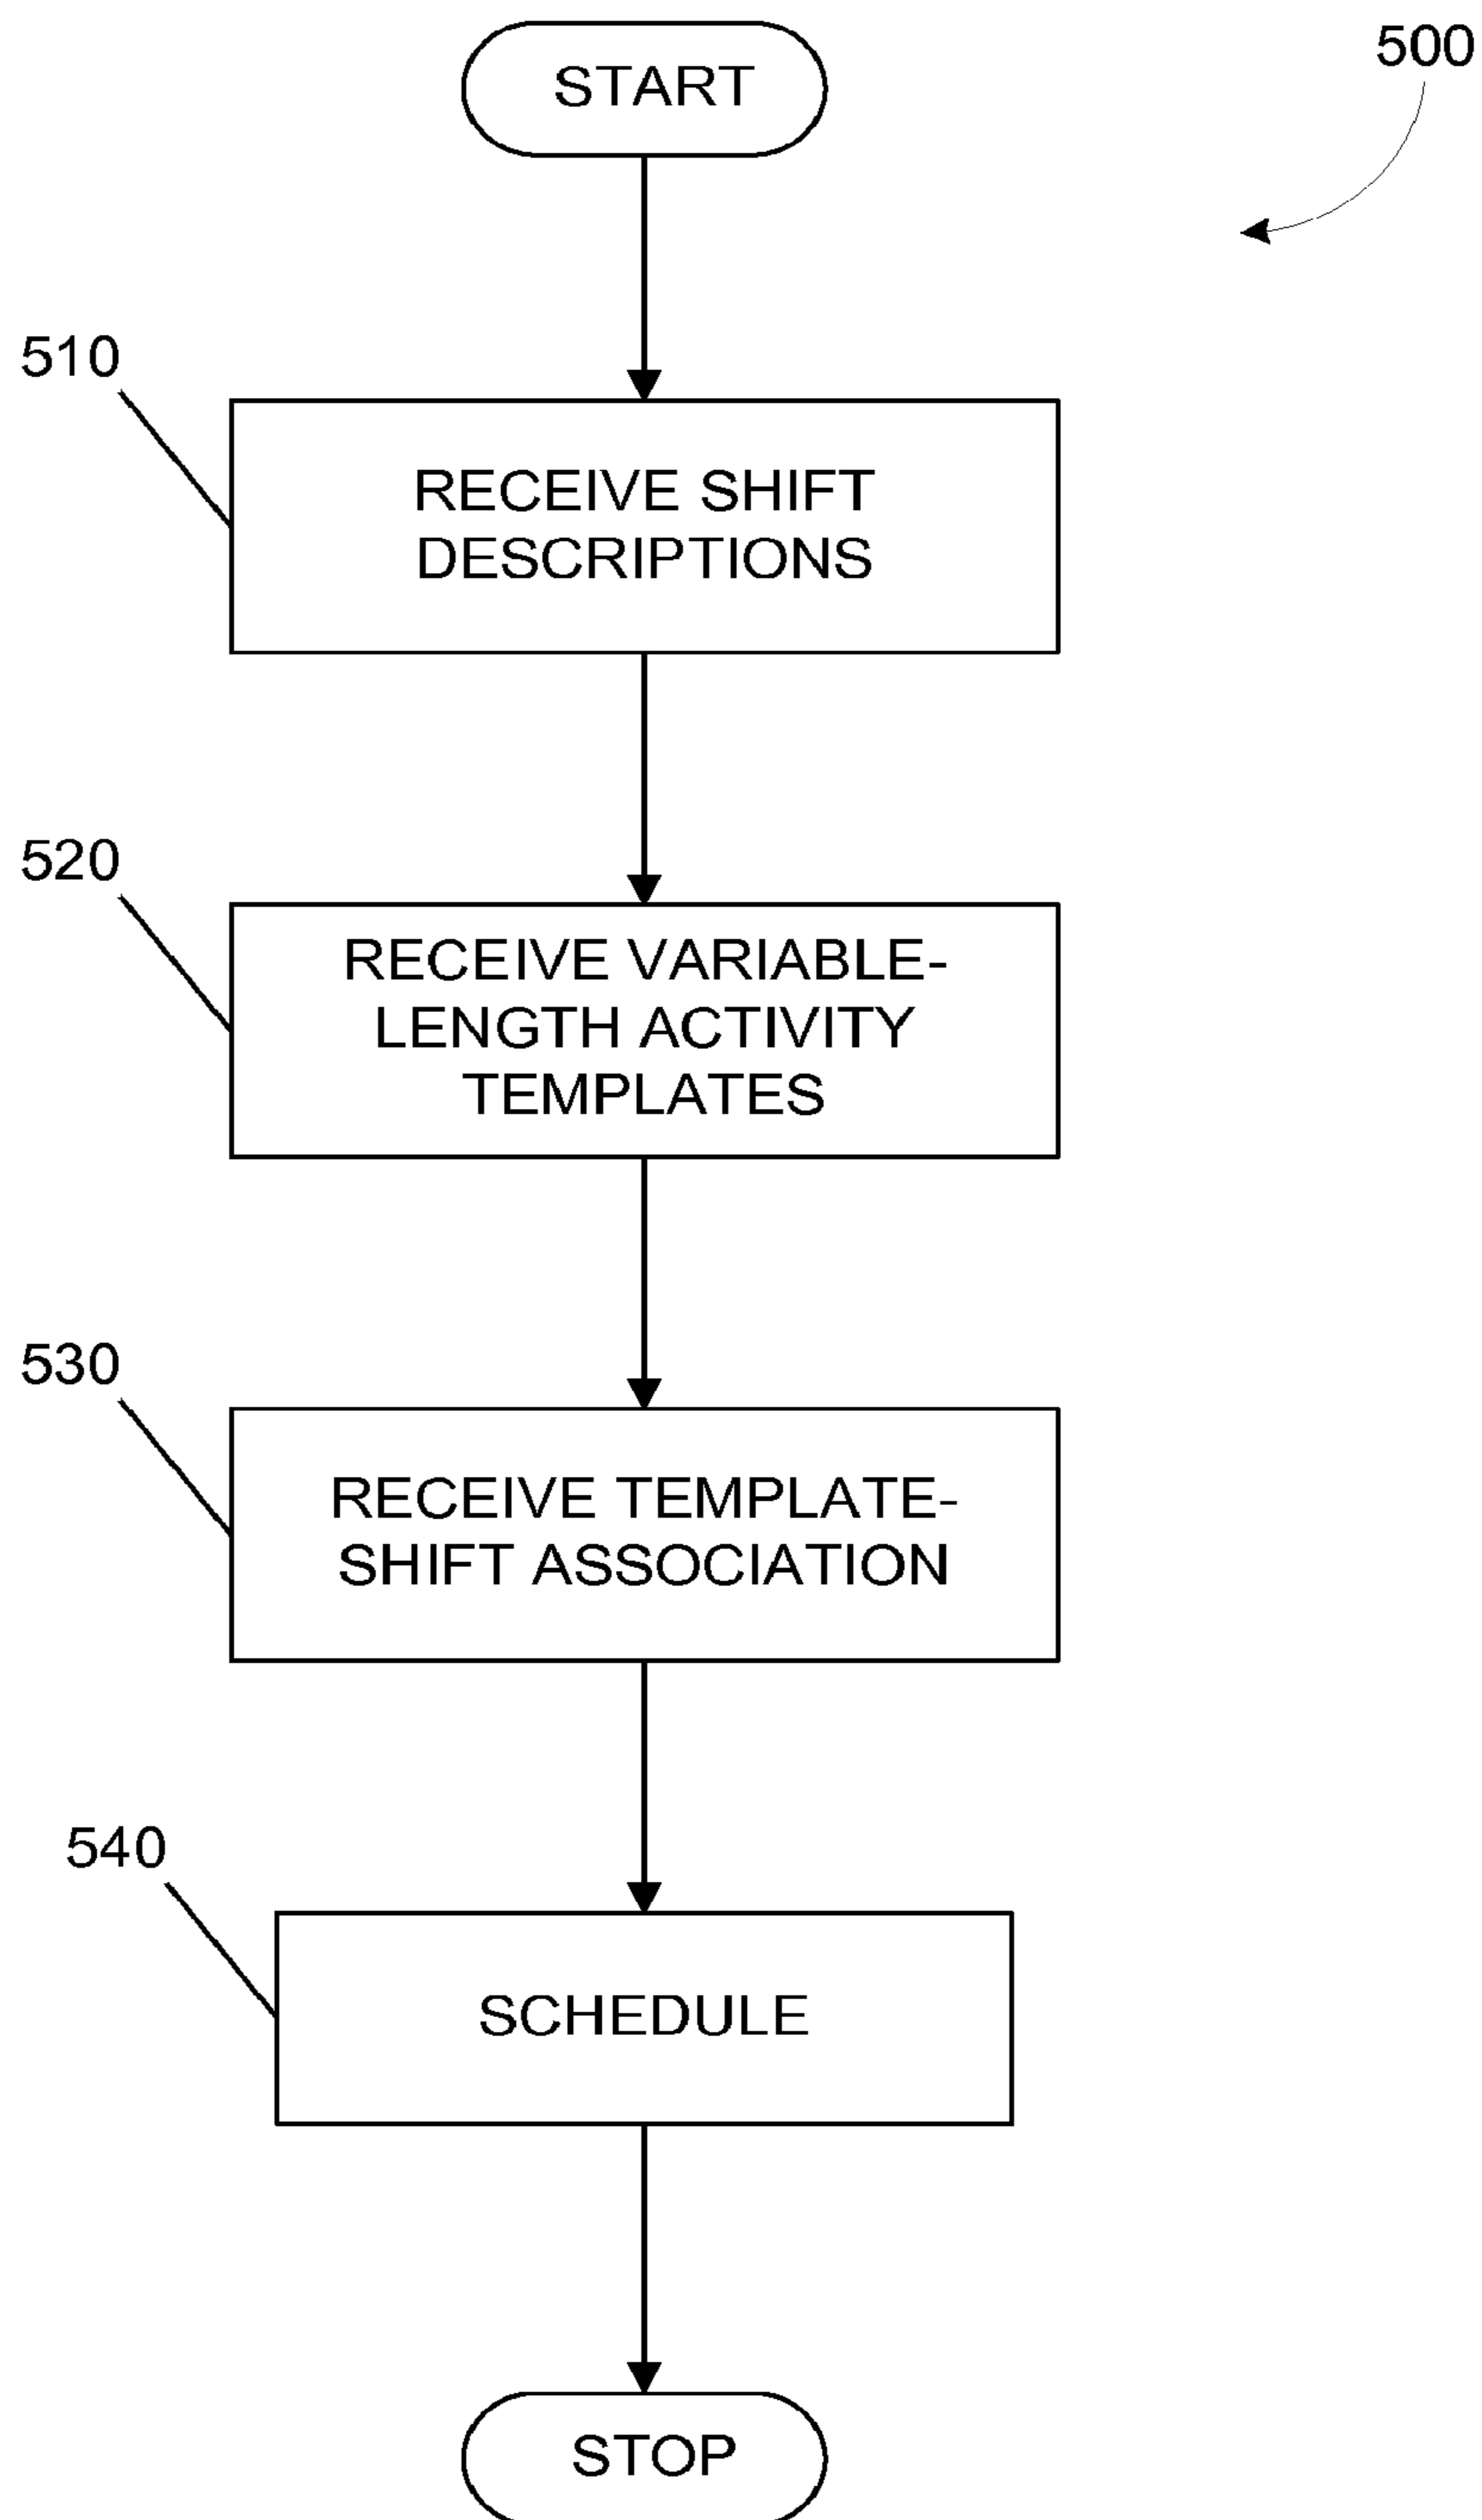 START
500
510
RECEIVE SHIFT
DESCRIPTIONS
520
RECEIVE VARIABLE-
LENGTH ACTIVITY
TEMPLATES
530
RECEIVE TEMPLATE-
SHIFT ASSOCIATION
540
SCHEDULE
STOP